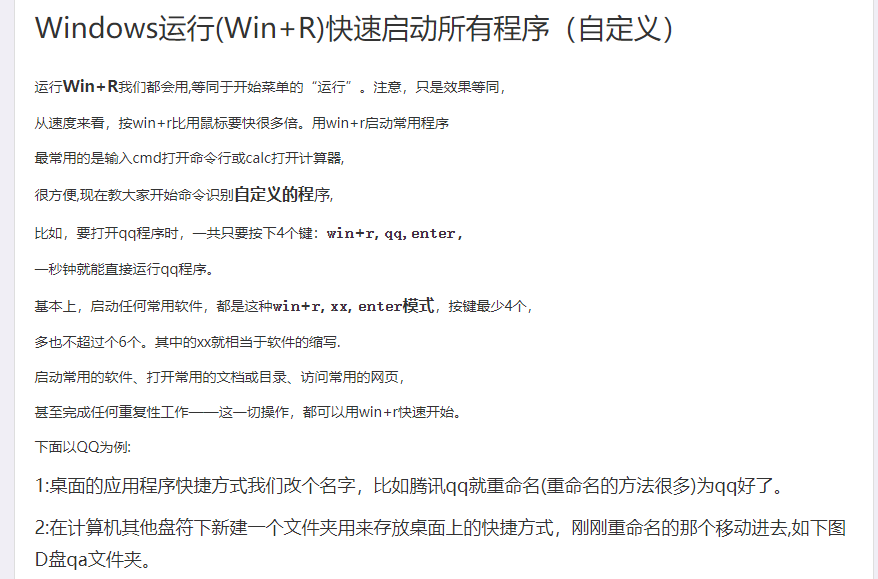 Windows运行(Win+R)快速启动所有程序（自定义）
运行Win+R我们都会用,等同于开始菜单的“运行”。注意，只是效果等同，
从速度来看，按win+r比用鼠标要快很多倍。用win+r启动常用程序
最常用的是输入cmd打开命令行或calc打开计算器,
很方便,现在教大家开始命令识别自定义的程序,
比如，要打开qq程序时，一共只要按下4个键：win+r, qq, enter，
一秒钟就能直接运行qq程序。
基本上，启动任何常用软件，都是这种win+r, xx, enter模式，按键最少4个，
多也不超过个6个。其中的xx就相当于软件的缩写.
启动常用的软件、打开常用的文档或目录、访问常用的网页，
甚至完成任何重复性工作——这一切操作，都可以用win+r快速开始。
下面以QQ为例:
1:桌面的应用程序快捷方式我们改个名字，比如腾讯qq就重命名(重命名的方法很多)为qq好了。
2:在计算机其他盘符下新建一个文件夹用来存放桌面上的快捷方式，刚刚重命名的那个移动进去,如下图
D盘qa文件夹。